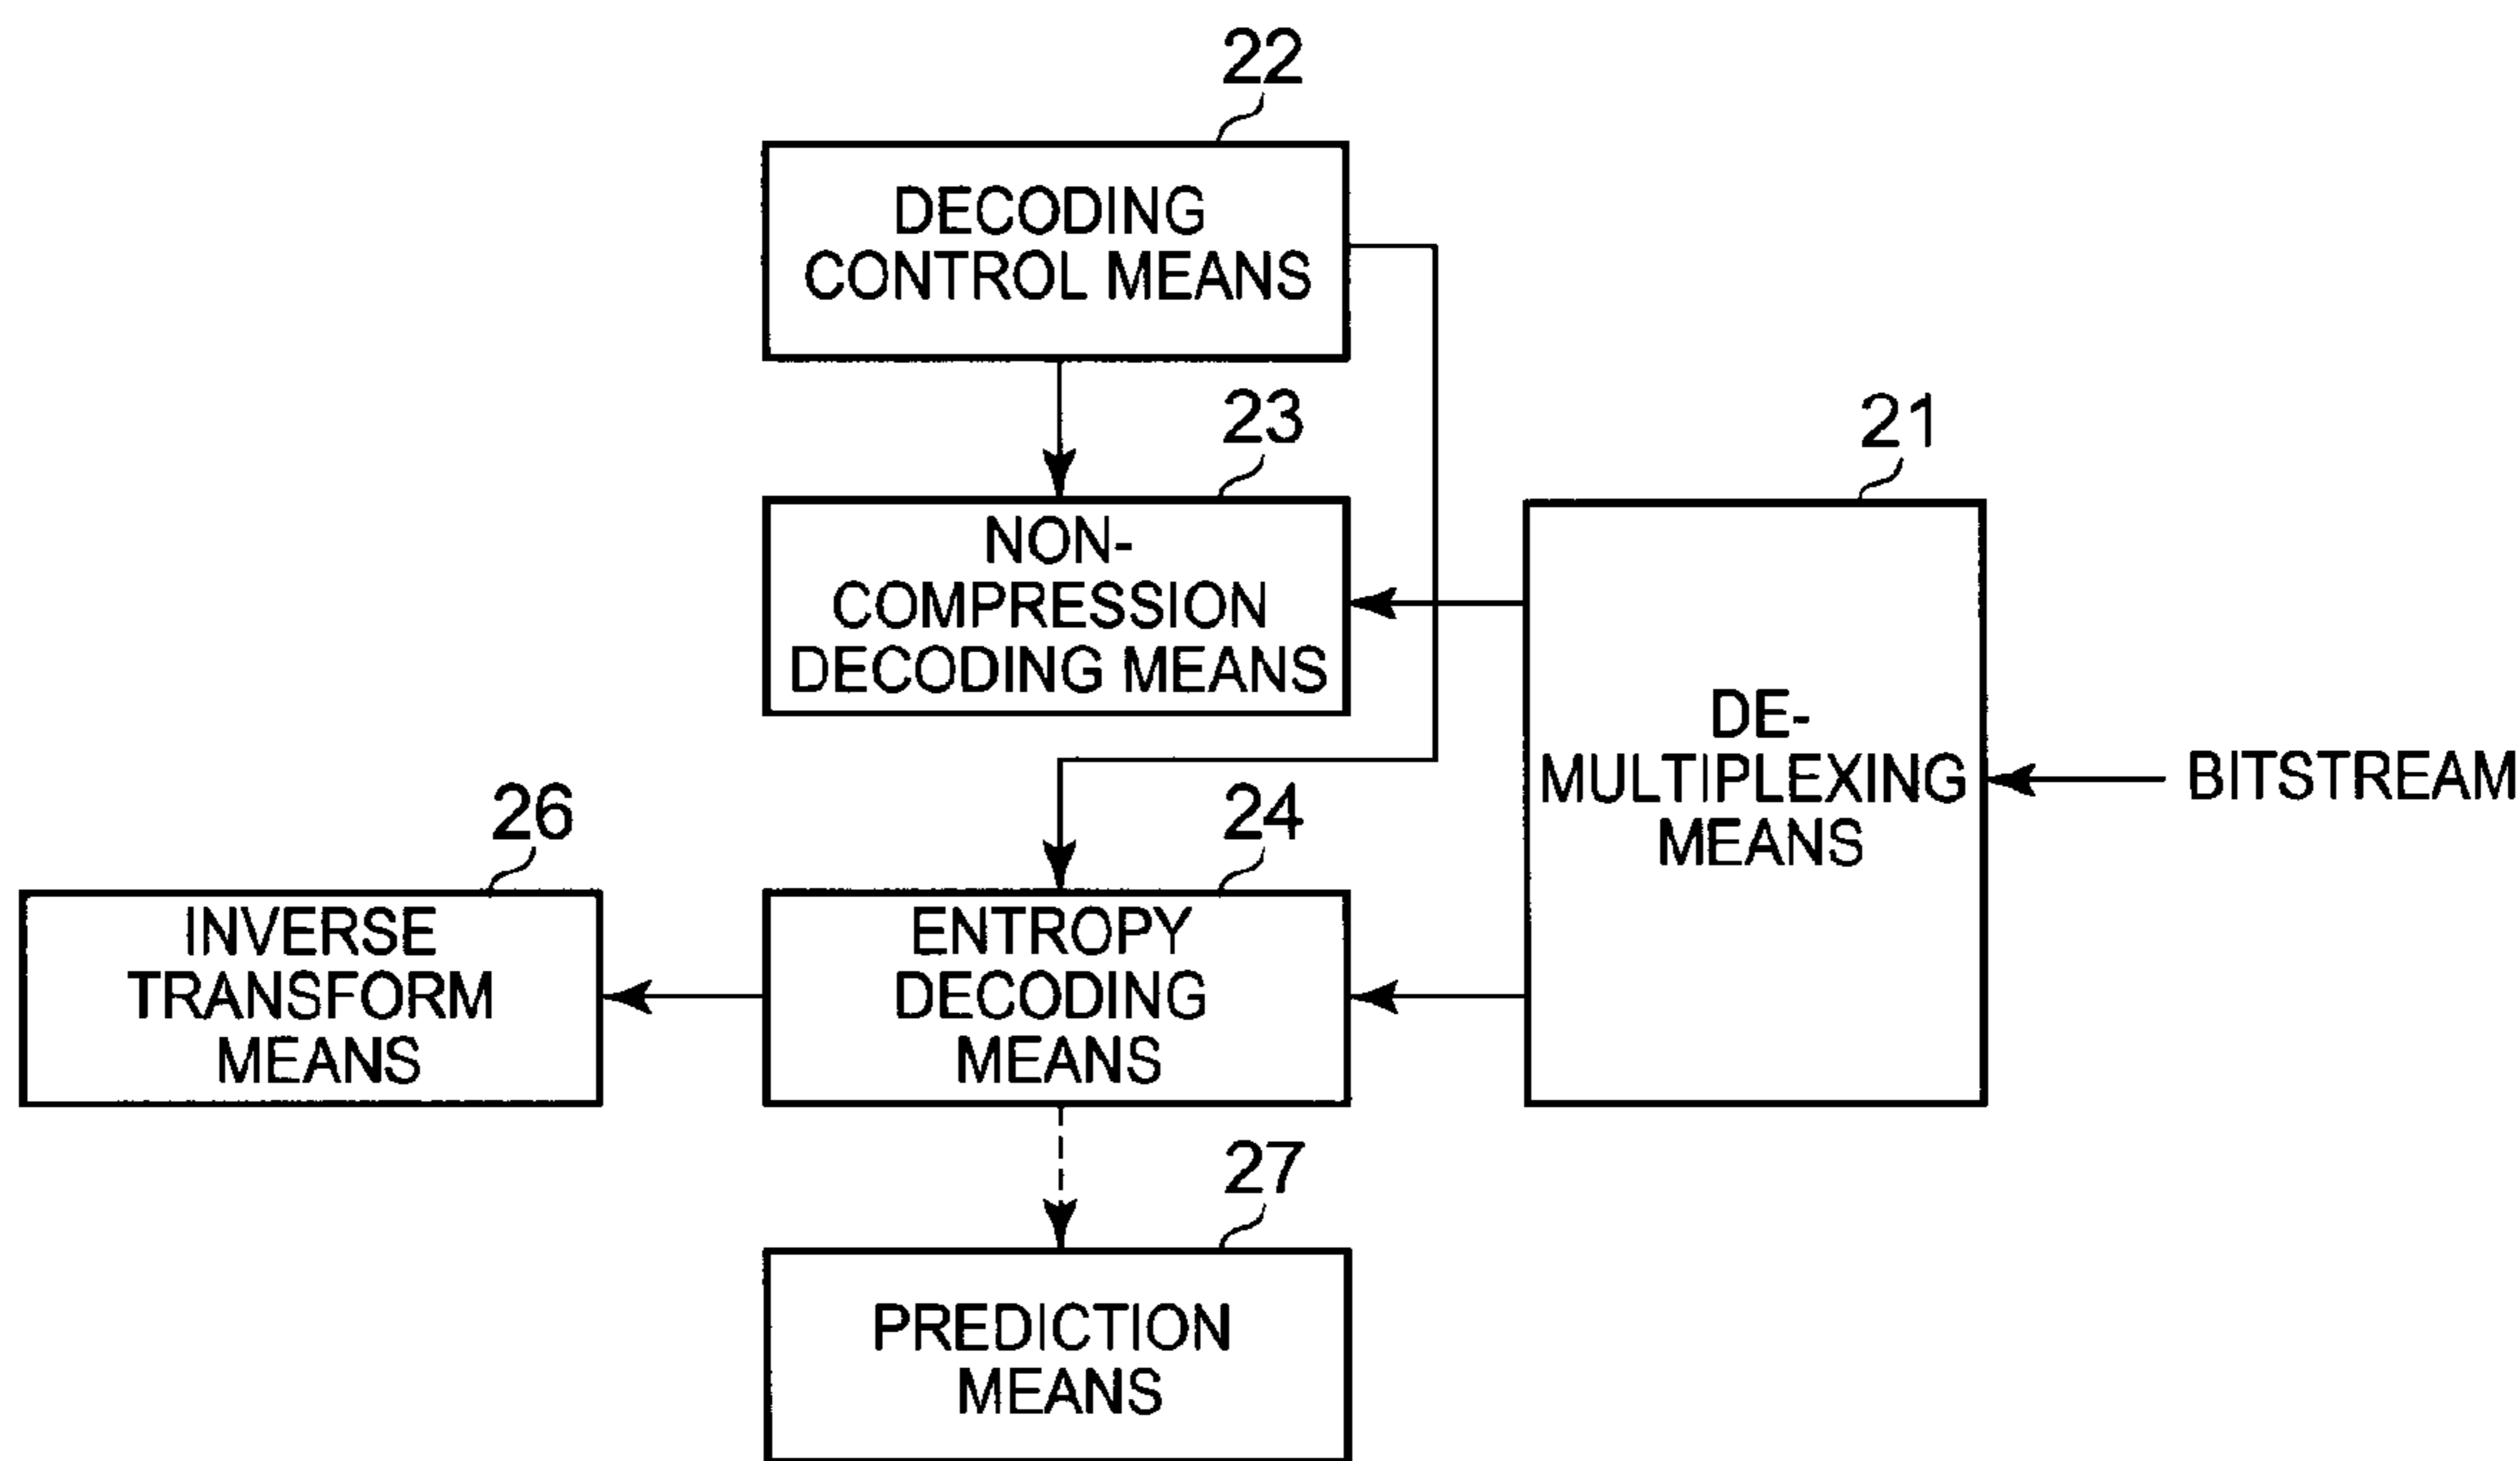 22
DECODING
CONTROL MEANS
23
NON-
COMPRESSION
DECODING MEANS
21
DE-
MULTIPLEXING
MEANS
BITSTREAM
26
INVERSE
TRANSFORM
MEANS
24
ENTROPY
DECODING
MEANS
27
PREDICTION
MEANS